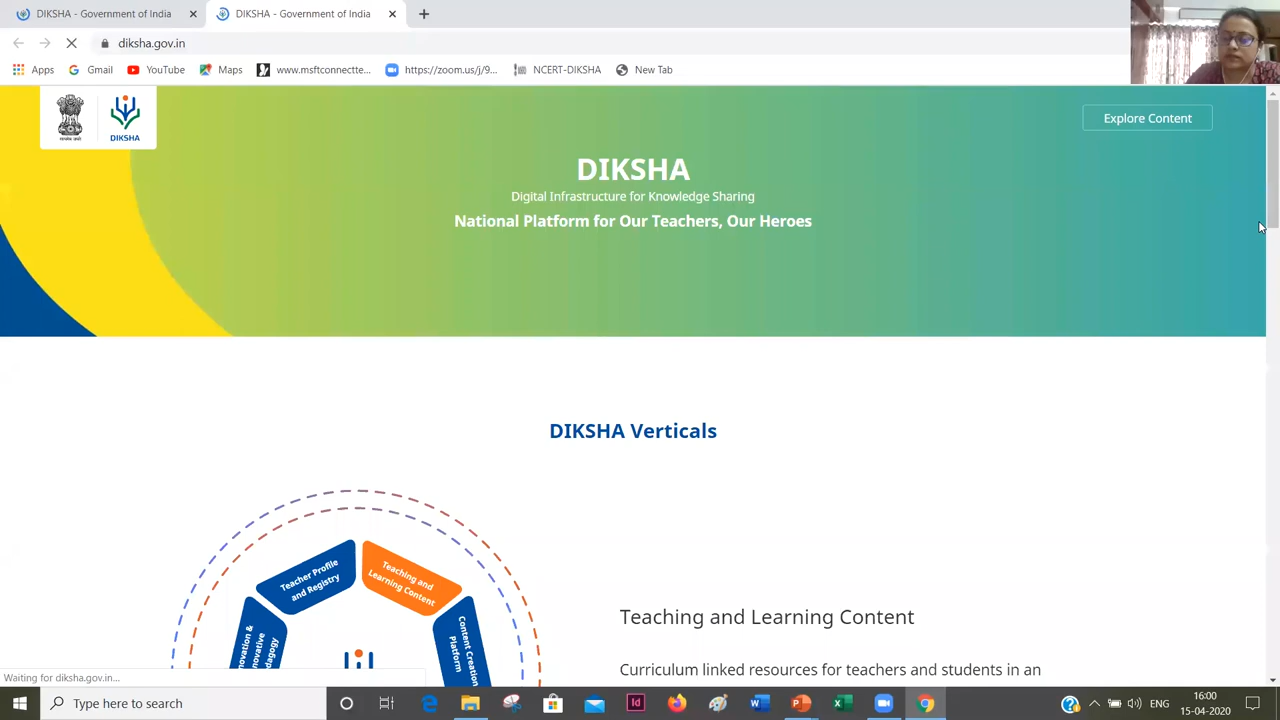 DIKSHA - Government of India
DIKSHA - Government of India
diksha.gov.in
Apps
Gmail
YouTube
Maps
www.msftconnectte...
https://zoom.us/j/9...
NCERT-DIKSHA
New Tab
DIKSHA
Explore Content
DIKSHA
Digital Infrastructure for Knowledge Sharing
National Platform for Our Teachers, Our Heroes
DIKSHA Verticals
Teacher Profile
and Registry
Teaching and
Learning Content
Content Creation
Platform
Teaching and Learning Content
Curriculum linked resources for teachers and students in an
Waiting for diksha.gov.in...
Type here to search
ENG
16:00
15-04-2020